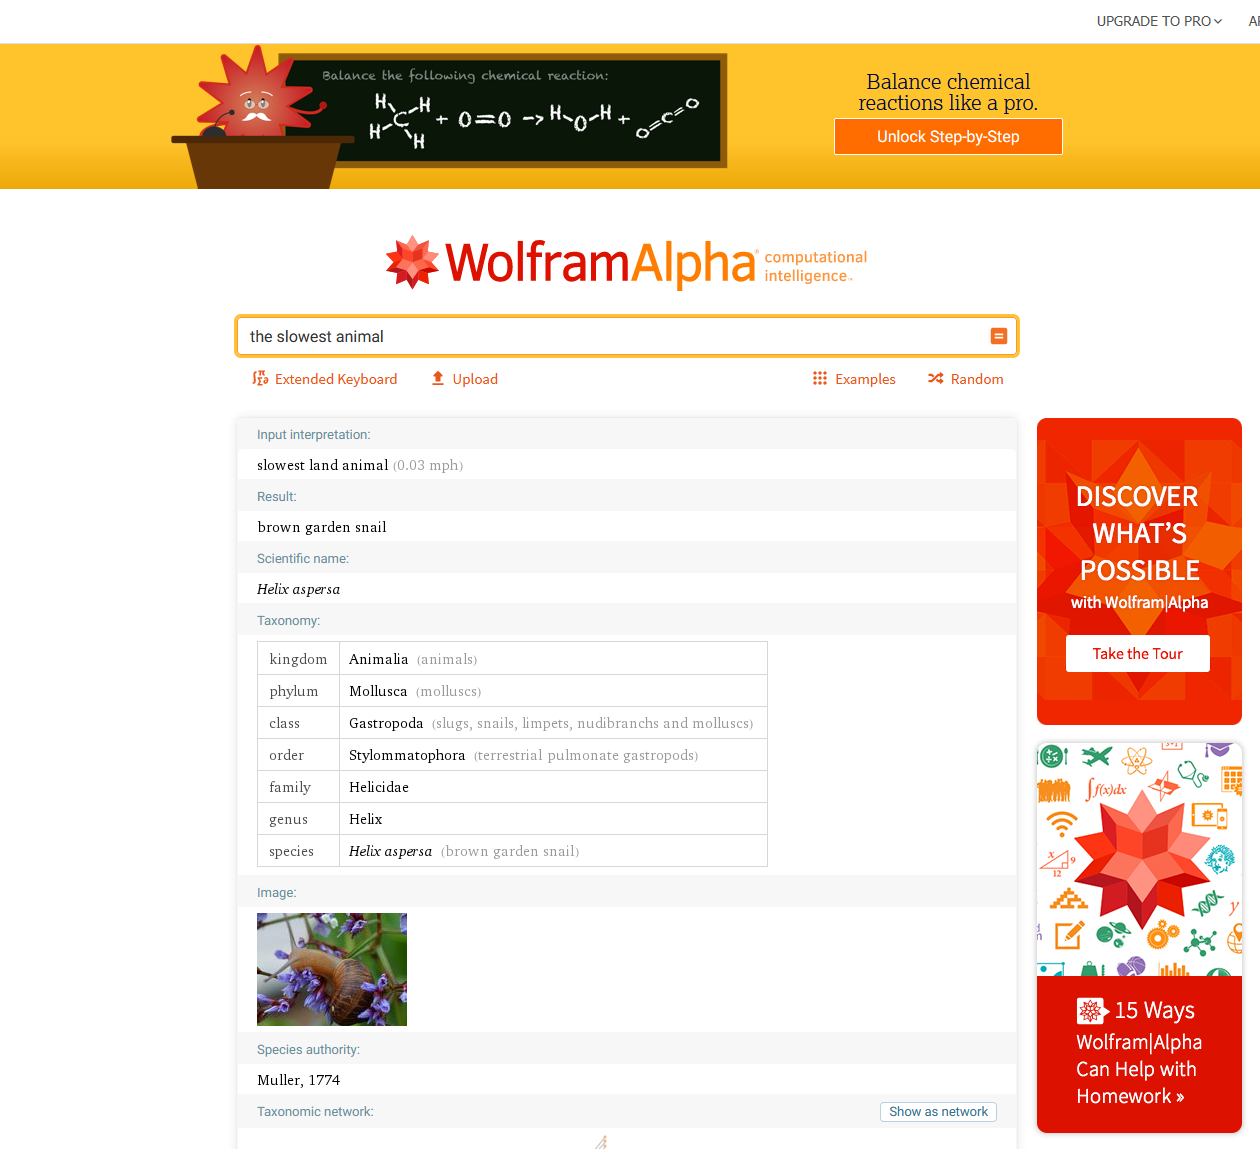 UPGRADE TO PRO
Balance the following chemical reaction:
H
H
C
H
H
+ O=O -> H O H + O=C=O
Balance chemical
reactions like a pro.
Unlock Step-by-Step
WolframAlpha computational
intelligence™
the slowest animal
Extended Keyboard Upload Examples Random
Input interpretation:
slowest land animal (0.03 mph)
Result:
brown garden snail
Scientific name:
Helix aspersa
Taxonomy:
kingdom Animalia (animals)
phylum Mollusca (molluscs)
class Gastropoda (slugs, snails, limpets, nudibranchs and molluscs)
order Stylommatophora (terrestrial pulmonate gastropods)
family Helicidae
genus Helix
species Helix aspersa (brown garden snail)
Image:
Species authority:
Muller, 1774
Taxonomic network: Show as network
DISCOVER
WHAT'S
POSSIBLE
with Wolfram|Alpha
Take the Tour
∫f(x)dx
x
9
12
y
15 Ways
Wolfram|Alpha
Can Help with
Homework »